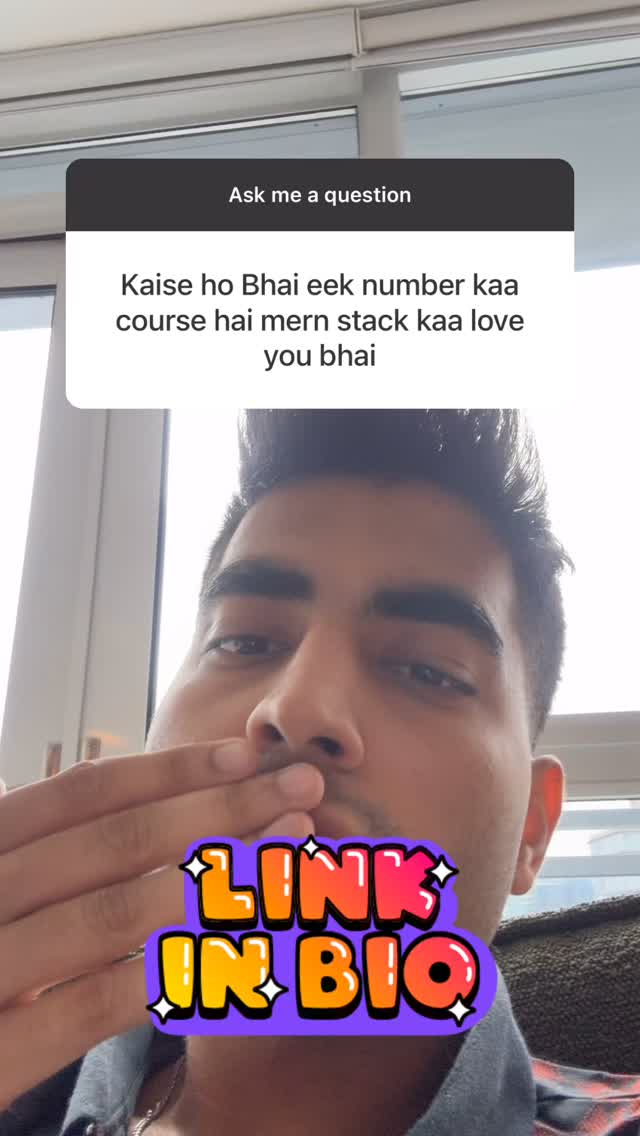 Ask me a question
Kaise ho Bhai eek number kaa
course hai mern stack kaa love
you bhai
LINK
IN BIO